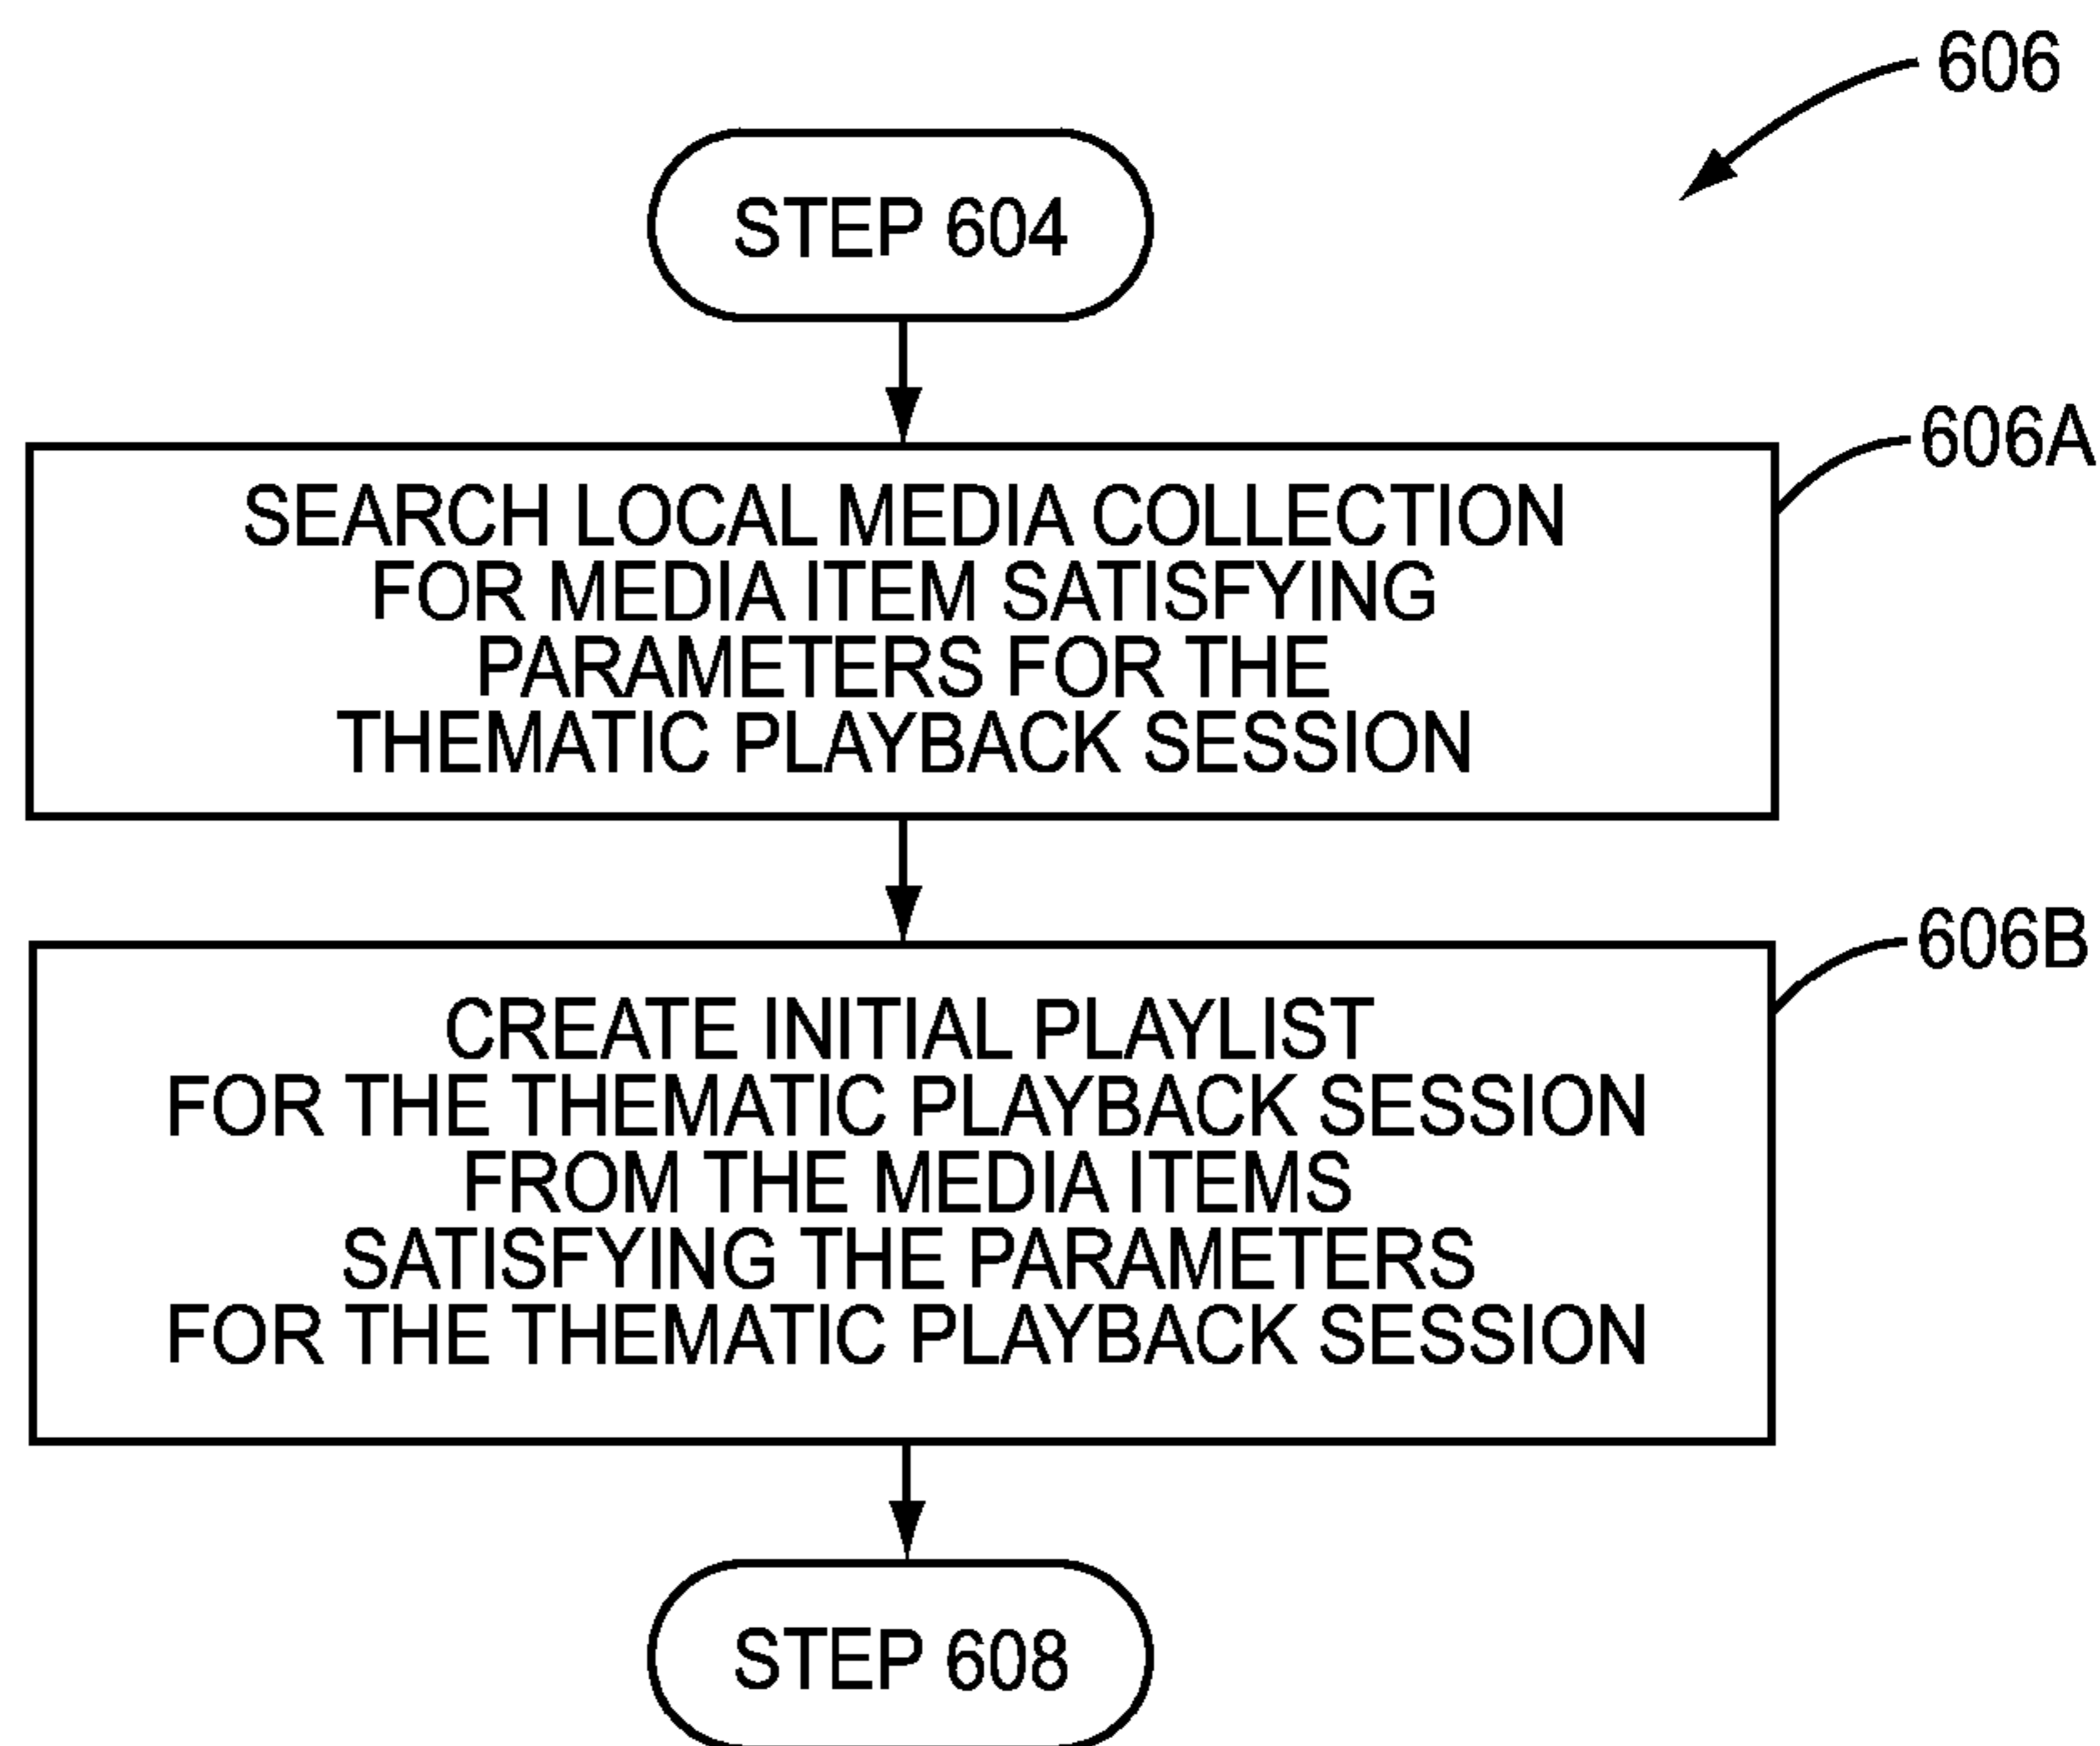 606
STEP 604
606A
SEARCH LOCAL MEDIA COLLECTION
FOR MEDIA ITEM SATISFYING
PARAMETERS FOR THE
THEMATIC PLAYBACK SESSION
606B
CREATE INITIAL PLAYLIST
FOR THE THEMATIC PLAYBACK SESSION
FROM THE MEDIA ITEMS
SATISFYING THE PARAMETERS
FOR THE THEMATIC PLAYBACK SESSION
STEP 608